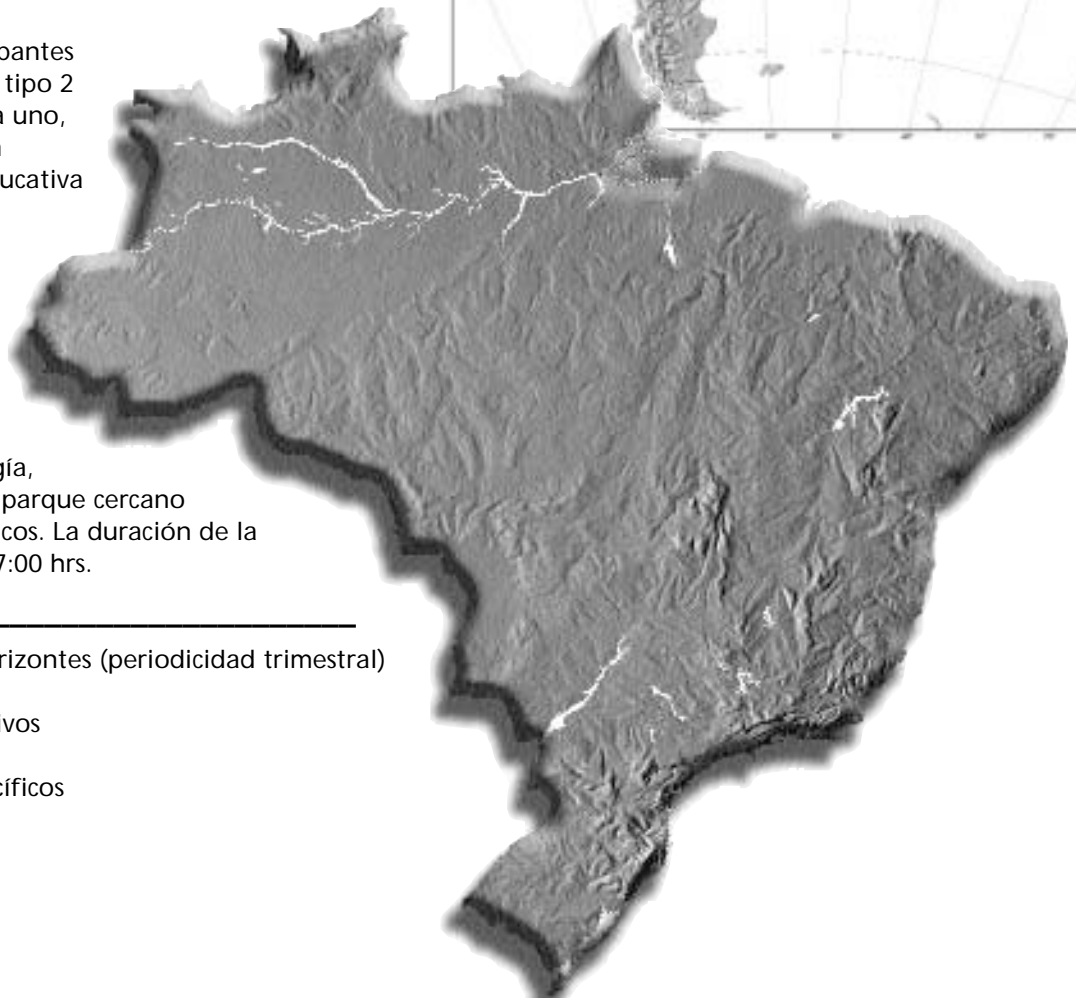 pantes
tipo 2
a uno,
ucativa
gía,
parque cercano
cos. La duración de la
7:00 hrs.
rizontes (periodicidad trimestral)
ivos
cíficos